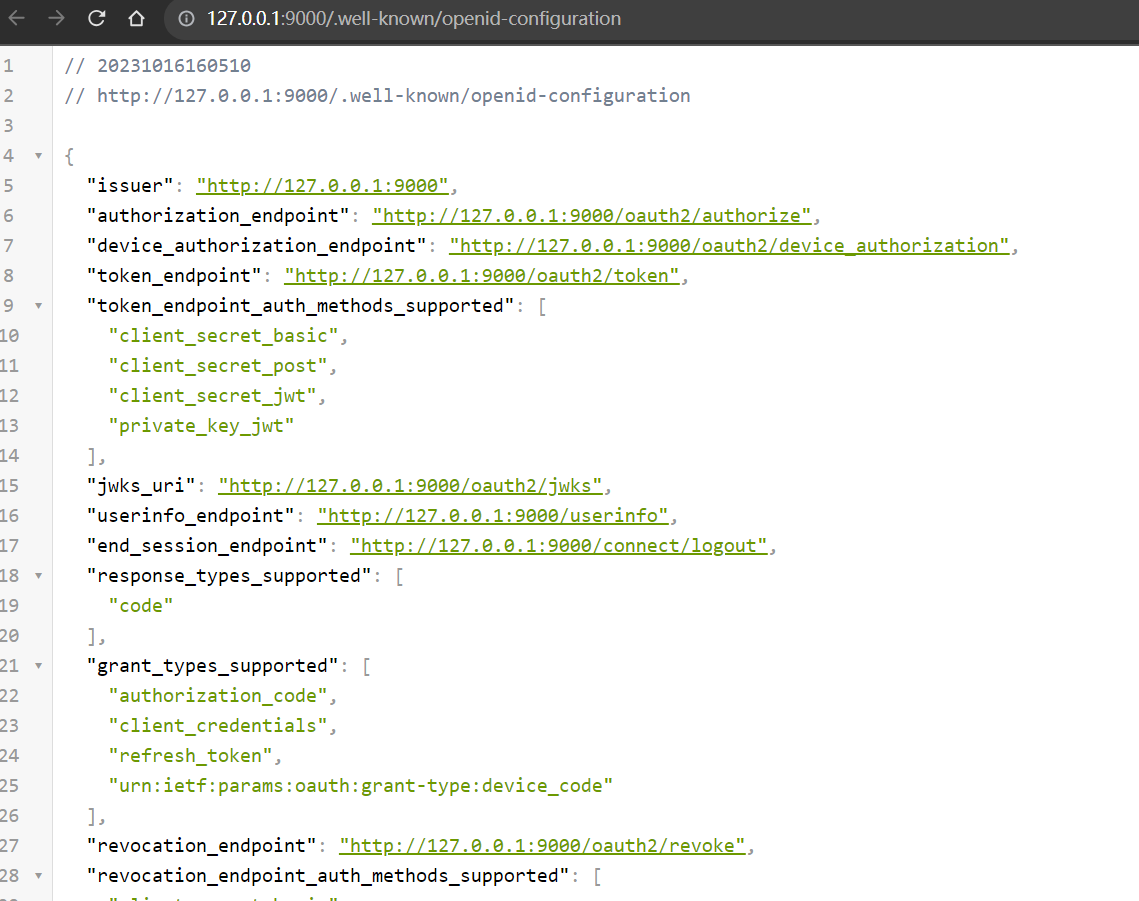 127.0.0.1:9000/.well-known/openid-configuration
1 // 20231016160510
2 // http://127.0.0.1:9000/.well-known/openid-configuration
3
4 {
5 "issuer": "http://127.0.0.1:9000",
6 "authorization_endpoint": "http://127.0.0.1:9000/oauth2/authorize",
7 "device_authorization_endpoint": "http://127.0.0.1:9000/oauth2/device_authorization",
8 "token_endpoint": "http://127.0.0.1:9000/oauth2/token",
9 "token_endpoint_auth_methods_supported": [
10 "client_secret_basic",
11 "client_secret_post",
12 "client_secret_jwt",
13 "private_key_jwt"
14 ],
15 "jwks_uri": "http://127.0.0.1:9000/oauth2/jwks",
16 "userinfo_endpoint": "http://127.0.0.1:9000/userinfo",
17 "end_session_endpoint": "http://127.0.0.1:9000/connect/logout",
18 "response_types_supported": [
19 "code"
20 ],
21 "grant_types_supported": [
22 "authorization_code",
23 "client_credentials",
24 "refresh_token",
25 "urn:ietf:params:oauth:grant-type:device_code"
26 ],
27 "revocation_endpoint": "http://127.0.0.1:9000/oauth2/revoke",
28 "revocation_endpoint_auth_methods_supported": [